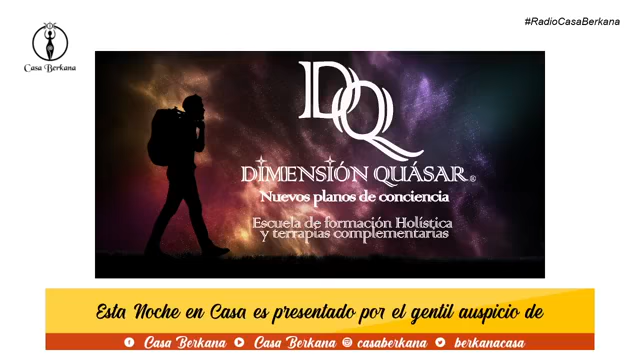 #RadioCasaBerkana
Casa Berkana
DQ
DIMENSIÓN QUÁSAR®
Nuevos planos de conciencia
Escuela de formación Holística
y terrapias complementarias
Esta Noche en Casa es presentado por el gentil auspicio de
Casa Berkana Casa Berkana casaberkana berkanacasa